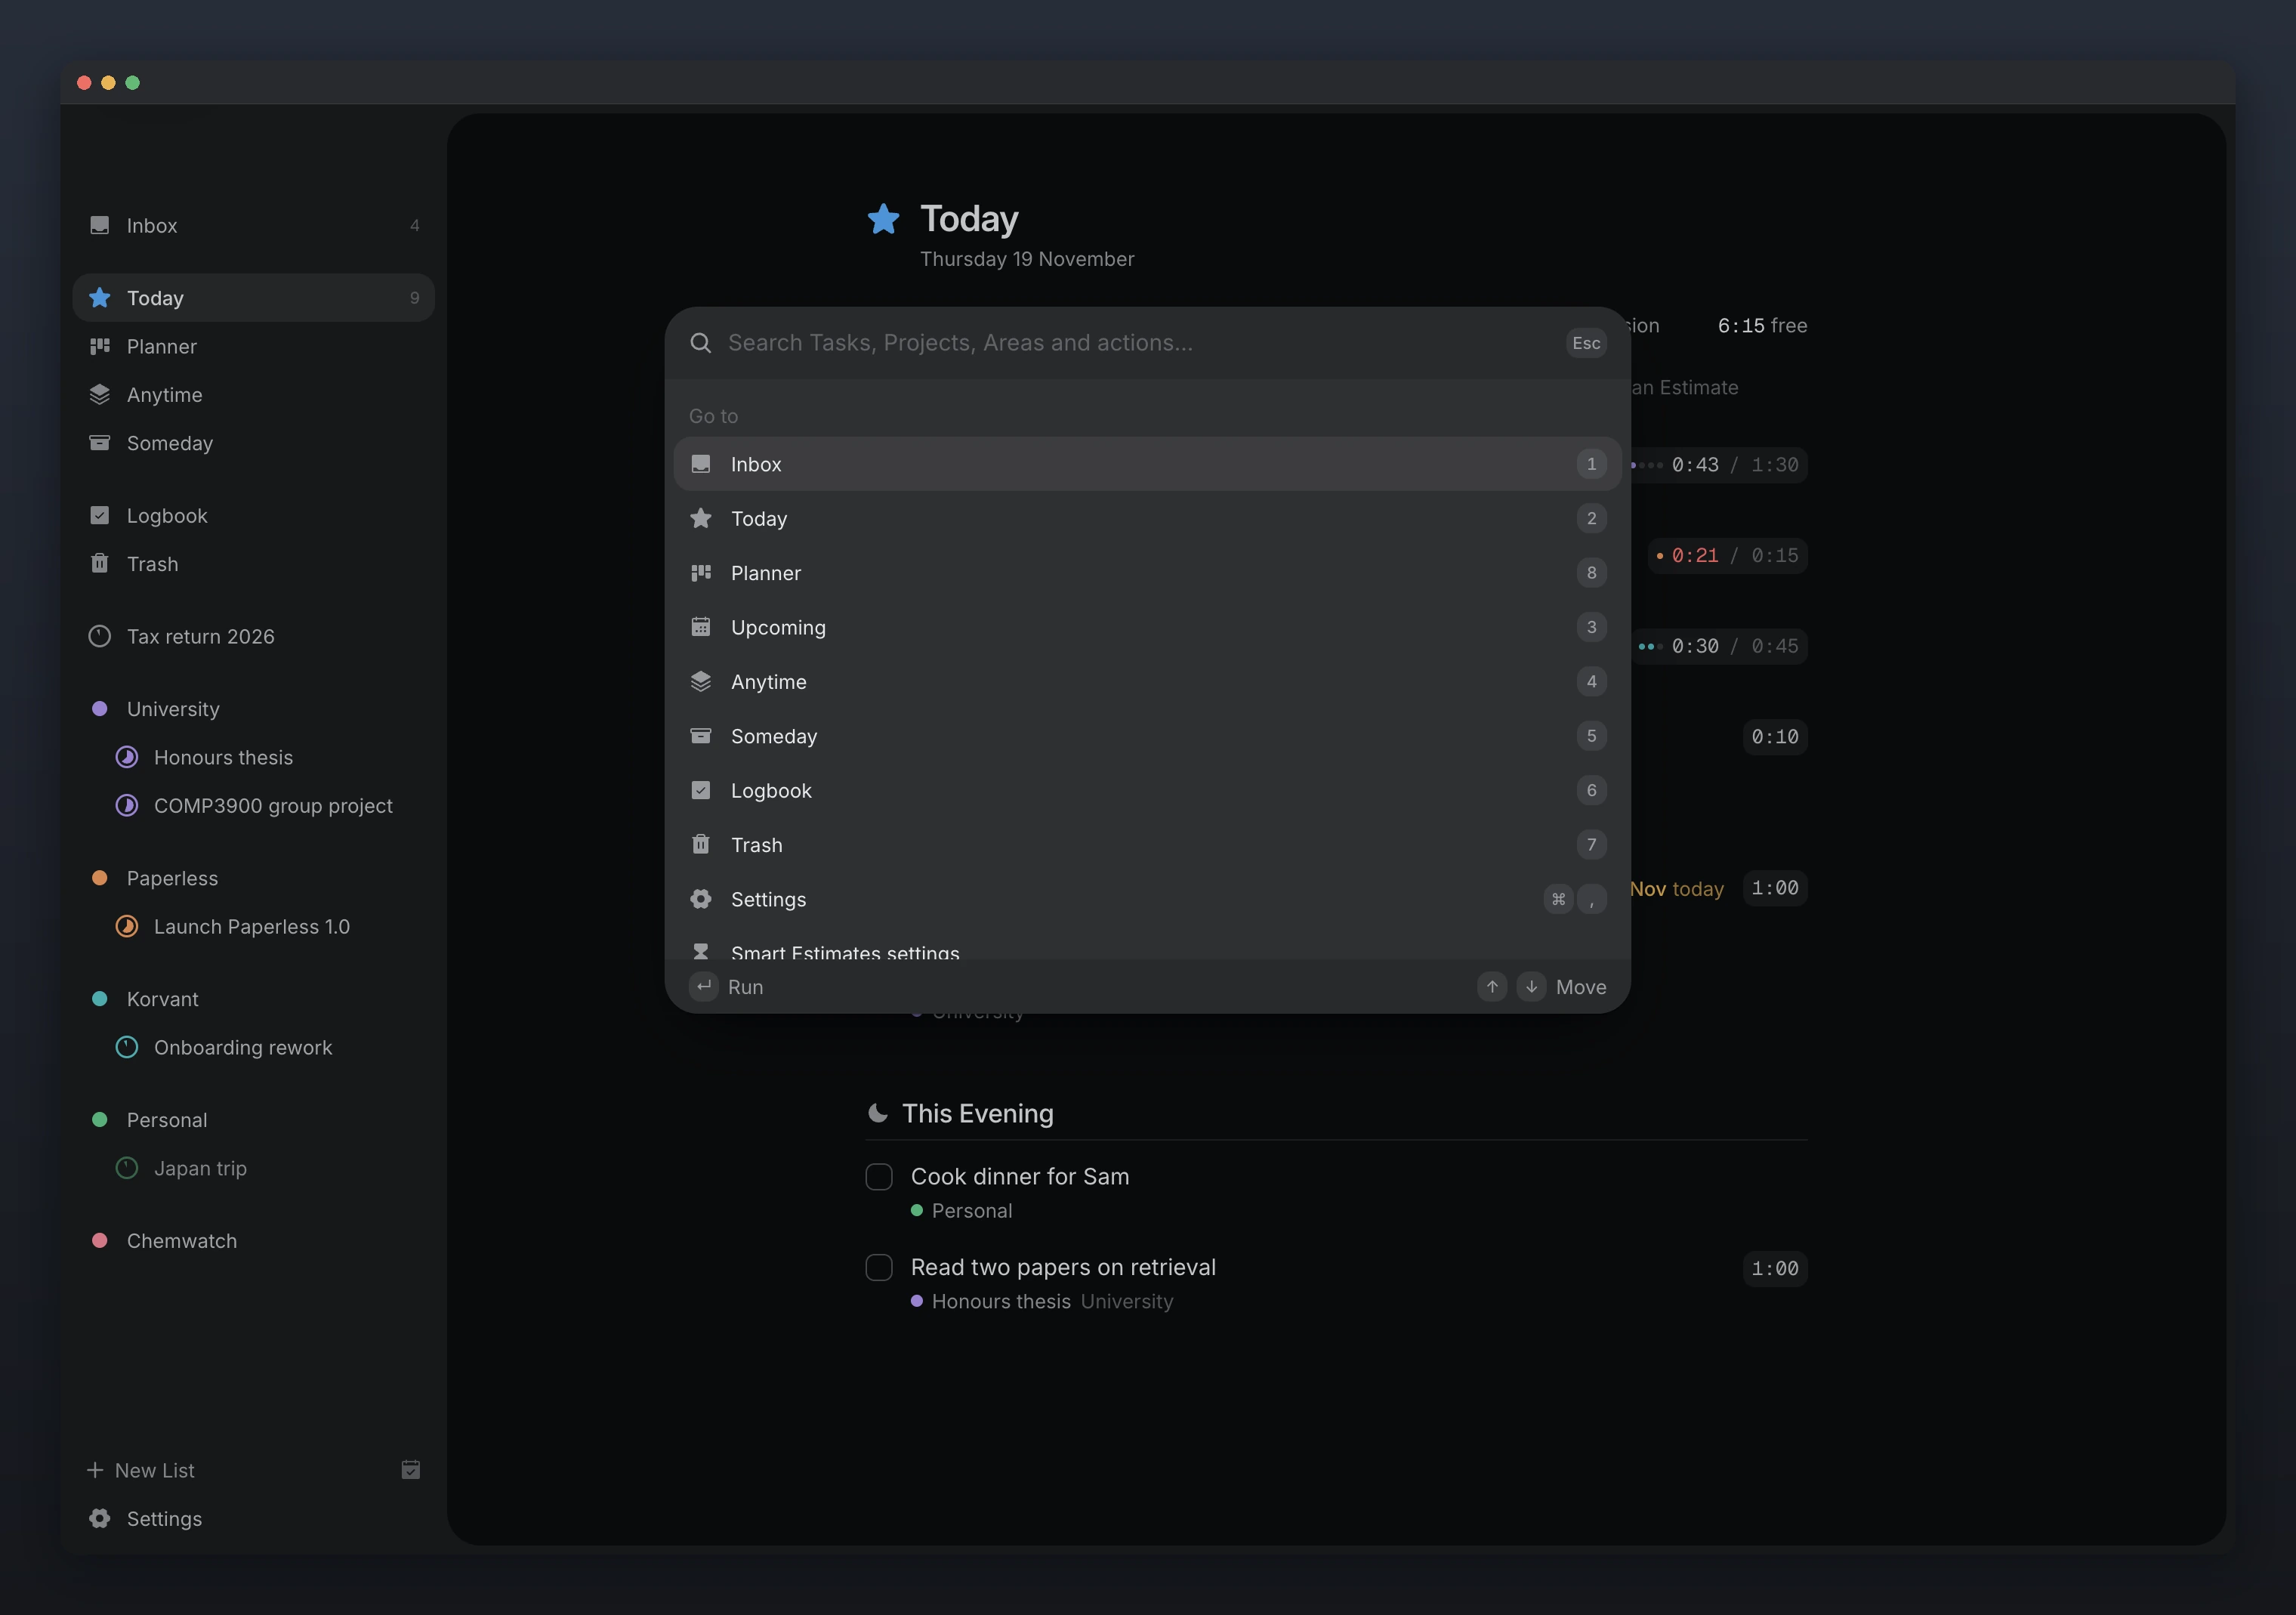 Inbox 4
Today 9
Planner
Anytime
Someday
Logbook
Trash
Tax return 2026
University
Honours thesis
COMP3900 group project
Paperless
Launch Paperless 1.0
Korvant
Onboarding rework
Personal
Japan trip
Chemwatch
New List
Settings
Today
Thursday 19 November
6:15 free
an Estimate
0:43 / 1:30
0:21 / 0:15
0:30 / 0:45
0:10
Nov today 1:00
Search Tasks, Projects, Areas and actions... Esc
Go to
Inbox 1
Today 2
Planner 8
Upcoming 3
Anytime 4
Someday 5
Logbook 6
Trash 7
Settings ⌘ ,
Smart Estimates settings
↵ Run ↑ ↓ Move
University
This Evening
Cook dinner for Sam
Personal
Read two papers on retrieval 1:00
Honours thesis University